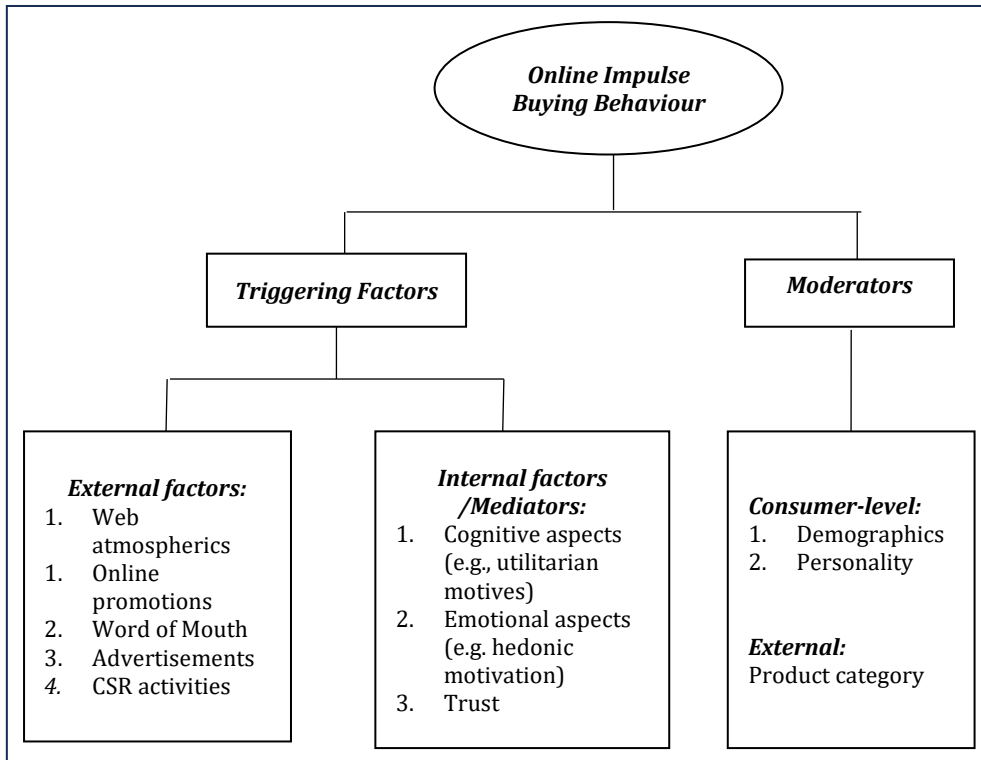 Online Impulse
Buying Behaviour
Triggering Factors
Moderators
External factors:
1. Web
atmospherics
1. Online
promotions
2. Word of Mouth
3. Advertisements
4. CSR activities
Internal factors
/Mediators:
1. Cognitive aspects
(e.g., utilitarian
motives)
2. Emotional aspects
(e.g. hedonic
motivation)
3. Trust
Consumer-level:
1. Demographics
2. Personality
External:
Product category